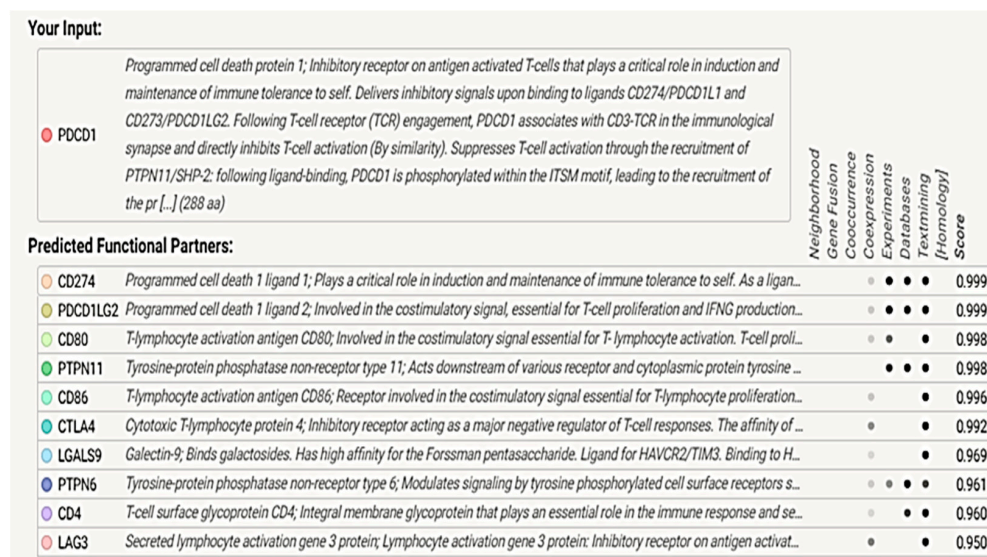 Your Input:
PDCD1
Programmed cell death protein 1; Inhibitory receptor on antigen activated T-cells that plays a critical role in induction and
maintenance of immune tolerance to self. Delivers inhibitory signals upon binding to ligands CD274/PDCD1L1 and
CD273/PDCD1LG2. Following T-cell receptor (TCR) engagement, PDCD1 associates with CD3-TCR in the immunological
synapse and directly inhibits T-cell activation (By similarity). Suppresses T-cell activation through the recruitment of
PTPN11/SHP-2: following ligand-binding, PDCD1 is phosphorylated within the ITSM motif, leading to the recruitment of
the pr [...] (288 aa)
Neighborhood
Gene Fusion
Cooccurrence
Coexpression
Experiments
Databases
Textmining
[Homology]
Score
Predicted Functional Partners:
CD274 Programmed cell death 1 ligand 1; Plays a critical role in induction and maintenance of immune tolerance to self. As a ligan... 0.999
PDCD1LG2 Programmed cell death 1 ligand 2; Involved in the costimulatory signal, essential for T-cell proliferation and IFNG production... 0.999
CD80 T-lymphocyte activation antigen CD80; Involved in the costimulatory signal essential for T- lymphocyte activation. T-cell proli... 0.998
PTPN11 Tyrosine-protein phosphatase non-receptor type 11; Acts downstream of various receptor and cytoplasmic protein tyrosine ... 0.998
CD86 T-lymphocyte activation antigen CD86; Receptor involved in the costimulatory signal essential for T-lymphocyte proliferation... 0.996
CTLA4 Cytotoxic T-lymphocyte protein 4; Inhibitory receptor acting as a major negative regulator of T-cell responses. The affinity of ... 0.992
LGALS9 Galectin-9; Binds galactosides. Has high affinity for the Forssman pentasaccharide. Ligand for HAVCR2/TIM3. Binding to H... 0.969
PTPN6 Tyrosine-protein phosphatase non-receptor type 6; Modulates signaling by tyrosine phosphorylated cell surface receptors s... 0.961
CD4 T-cell surface glycoprotein CD4; Integral membrane glycoprotein that plays an essential role in the immune response and se... 0.960
LAG3 Secreted lymphocyte activation gene 3 protein; Lymphocyte activation gene 3 protein: Inhibitory receptor on antigen activat... 0.950